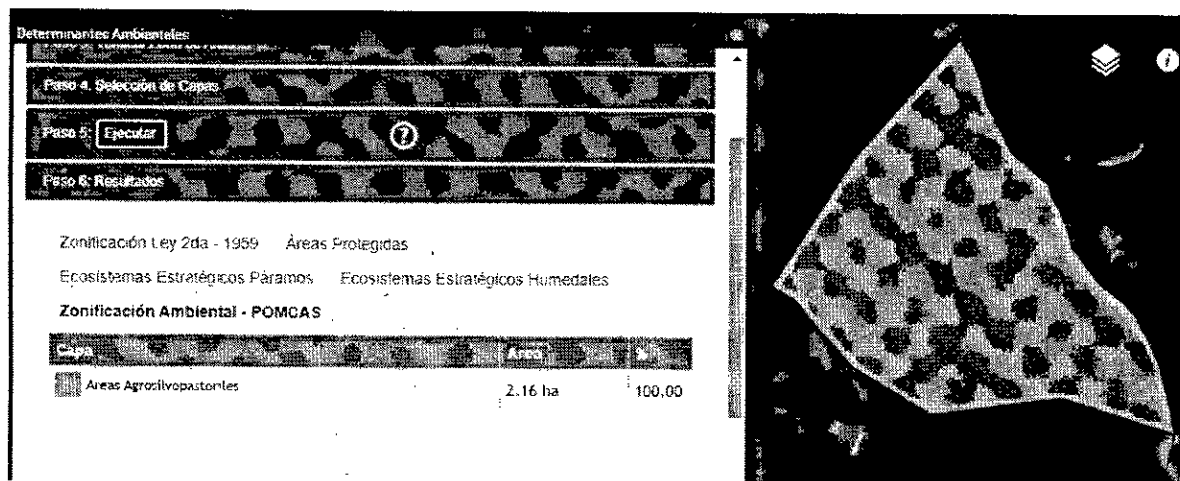 Determinantes Ambientales
Paso 4. Selección de Capas
Paso 5: Ejecutar ?
Paso 6: Resultados
Zonificación Ley 2da - 1959 Áreas Protegidas
Ecosistemas Estratégicos Páramos Ecosistemas Estratégicos Humedales
Zonificación Ambiental - POMCAS
Capa Area %
Areas Agrosilvopastoriles 2,16 ha 100,00